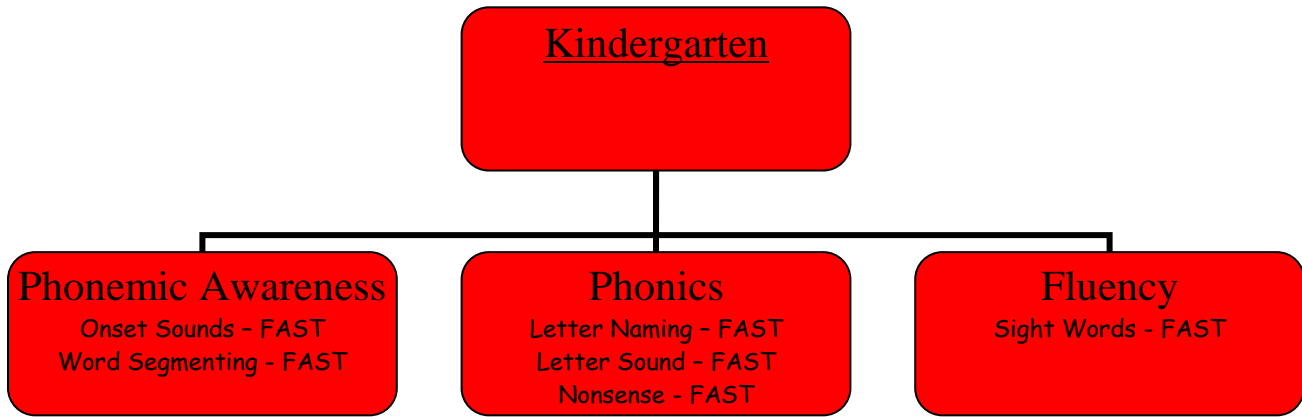 Kindergarten
Phonemic Awareness
Onset Sounds – FAST
Word Segmenting - FAST
Phonics
Letter Naming – FAST
Letter Sound – FAST
Nonsense - FAST
Fluency
Sight Words - FAST